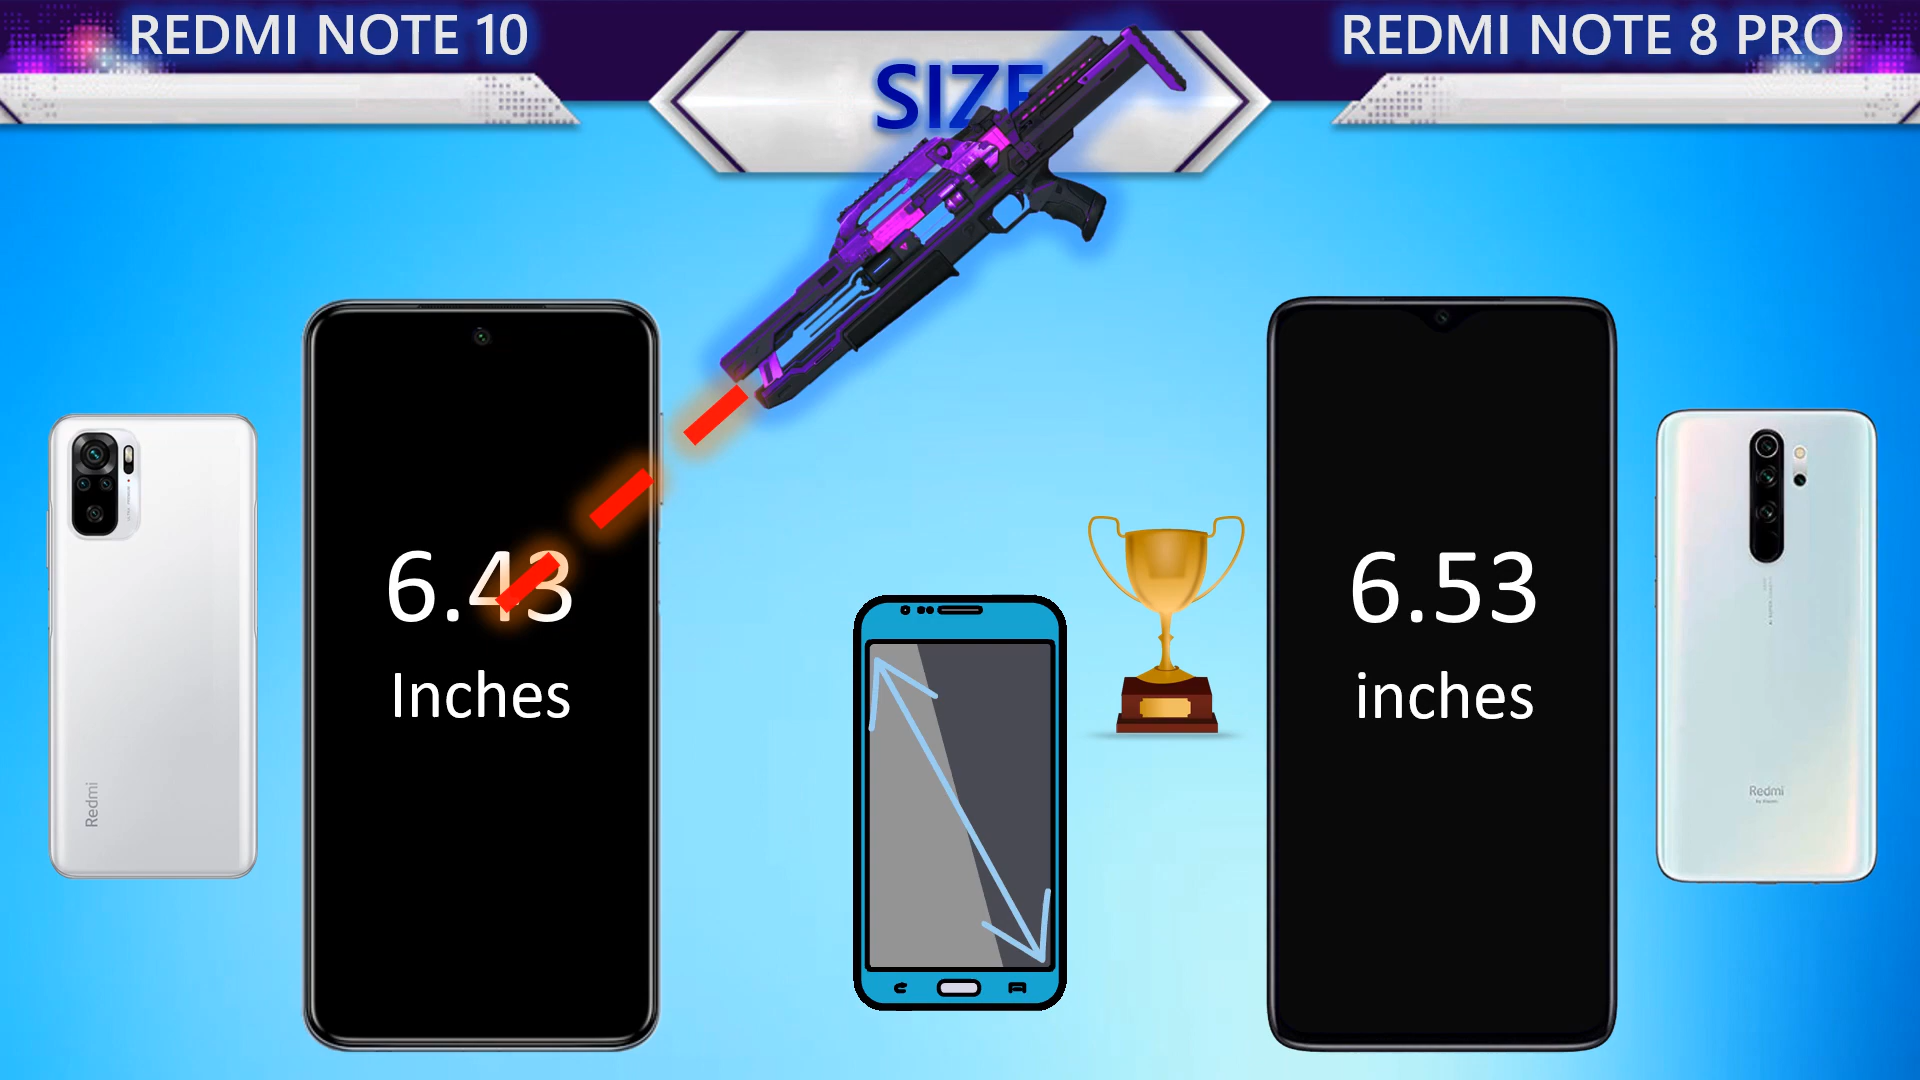 REDMI NOTE 10
SIZE
REDMI NOTE 8 PRO
6.43
Inches
6.53
inches
Redmi
Redmi